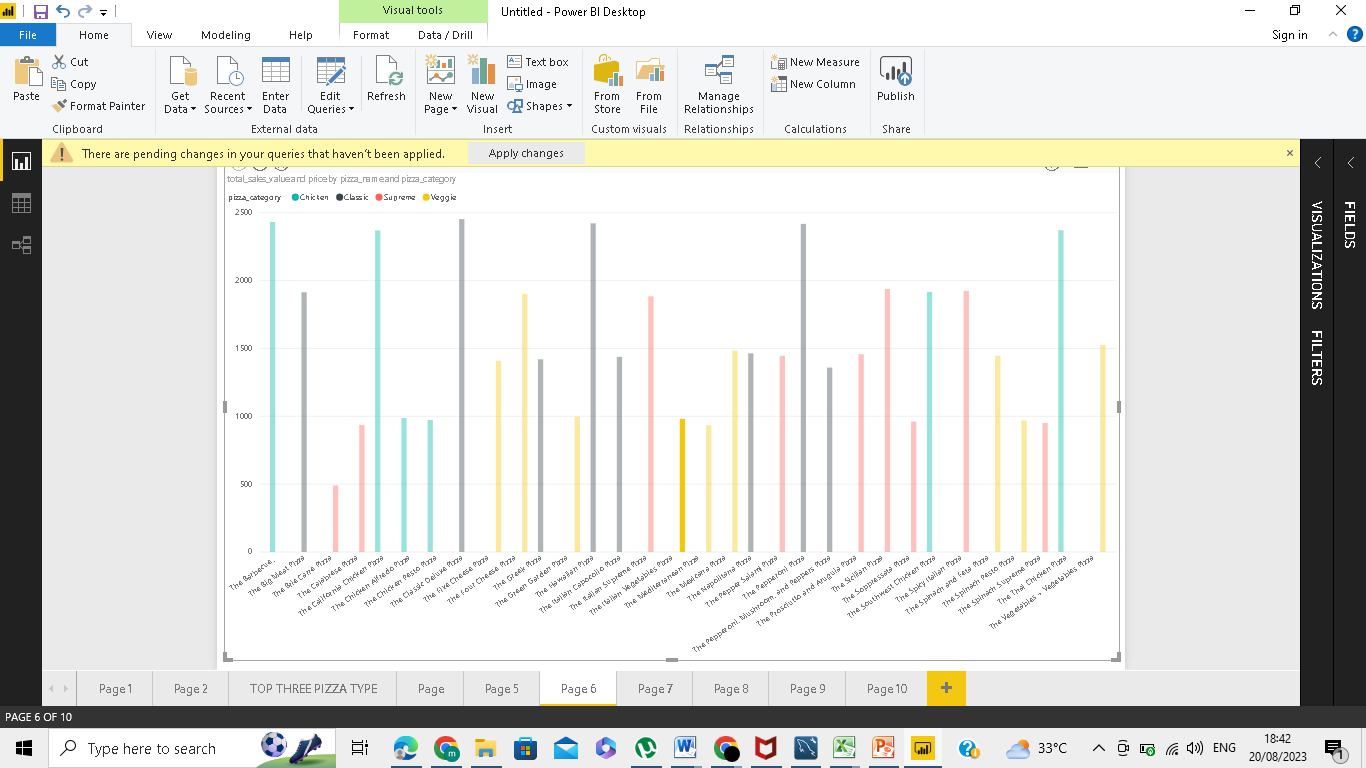 Visual tools
Untitled - Power BI Desktop
File Home View Modeling Help Format Data / Drill Sign in
Paste
Cut
Copy
Format Painter
Clipboard
Get Data
Recent Sources
Enter Data
Edit Queries
Refresh
External data
New Page
New Visual
Text box
Image
Shapes
Insert
From Store
From File
Custom visuals
Manage Relationships
Relationships
New Measure
New Column
Calculations
Publish
Share
There are pending changes in your queries that haven't been applied. Apply changes
total_sales_value and price by pizza_name and pizza_category
pizza_category Chicken Classic Supreme Veggie
2500
2000
1500
1000
500
0
The Barbecue ...
The Big Meat Pizza
The Brie Carre Pizza
The Calabrese Pizza
The California Chicken Pizza
The Chicken Alfredo Pizza
The Chicken Pesto Pizza
The Classic Deluxe Pizza
The Five Cheese Pizza
The Four Cheese Pizza
The Greek Pizza
The Green Garden Pizza
The Hawaiian Pizza
The Italian Capocollo Pizza
The Italian Supreme Pizza
The Italian Vegetables Pizza
The Mediterranean Pizza
The Mexicana Pizza
The Napolitana Pizza
The Pepper Salami Pizza
The Pepperoni Pizza
The Pepperoni, Mushroom, and Peppers Pizza
The Prosciutto and Arugula Pizza
The Sicilian Pizza
The Soppressata Pizza
The Southwest Chicken Pizza
The Spicy Italian Pizza
The Spinach and Feta Pizza
The Spinach Pesto Pizza
The Spinach Supreme Pizza
The Thai Chicken Pizza
The Vegetables + Vegetables Pizza
VISUALIZATIONS
FILTERS
FIELDS
Page 1 Page 2 TOP THREE PIZZA TYPE Page Page 5 Page 6 Page 7 Page 8 Page 9 Page 10
PAGE 6 OF 10
Type here to search
33°C
ENG
18:42
20/08/2023
1